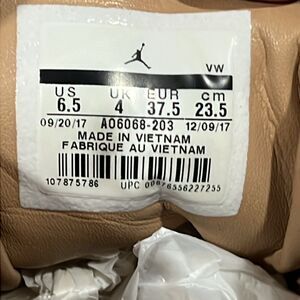 VW
US UK EUR cm
6.5 4 37.5 23.5
09/20/17 AO6068-203 12/09/17
MADE IN VIETNAM
FABRIQUE AU VIETNAM
107875786 UPC 00676556227255